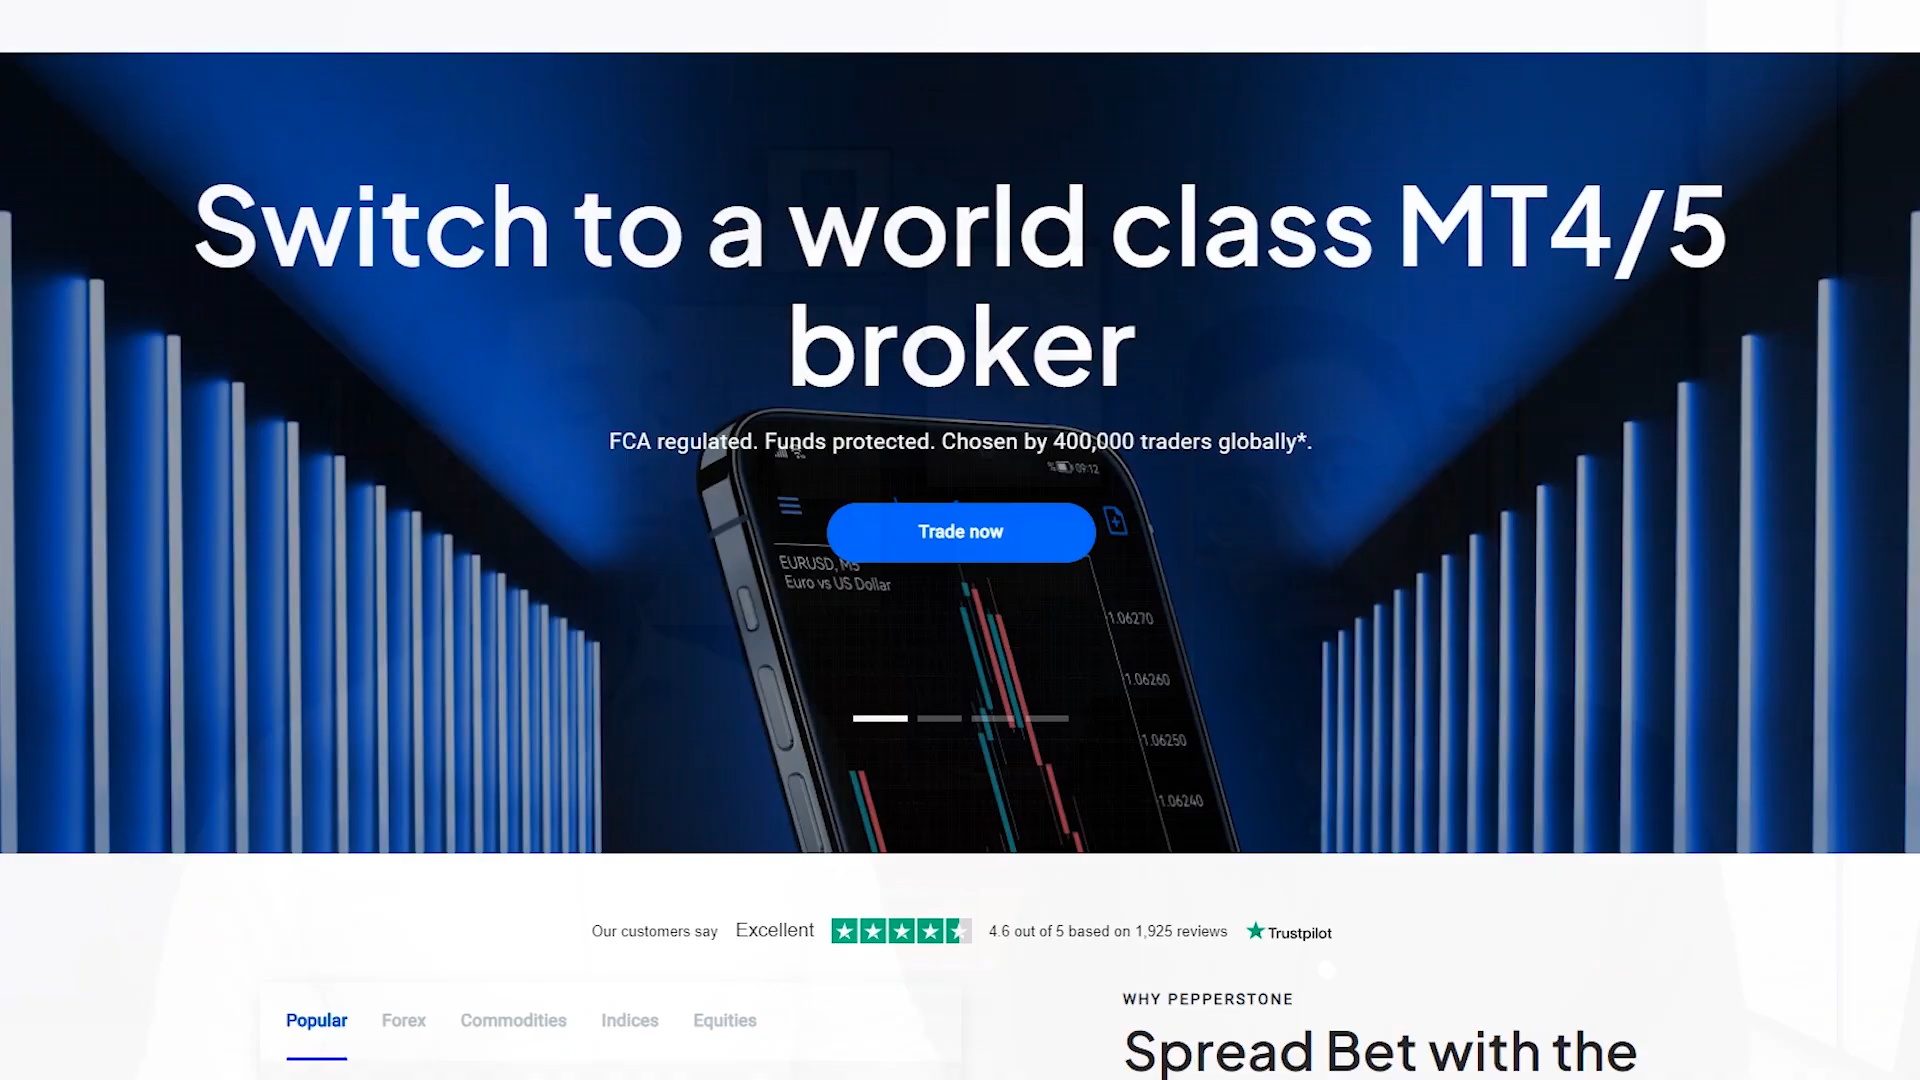 Switch to a world class MT4/5
broker
FCA regulated. Funds protected. Chosen by 400,000 traders globally*.
09:12
Trade now
EURUSD, M5
Euro vs US Dollar
1.06270
1.06260
1.06250
1.06240
Our customers say Excellent 4.6 out of 5 based on 1,925 reviews Trustpilot
Popular Forex Commodities Indices Equities
WHY PEPPERSTONE
Spread Bet with the